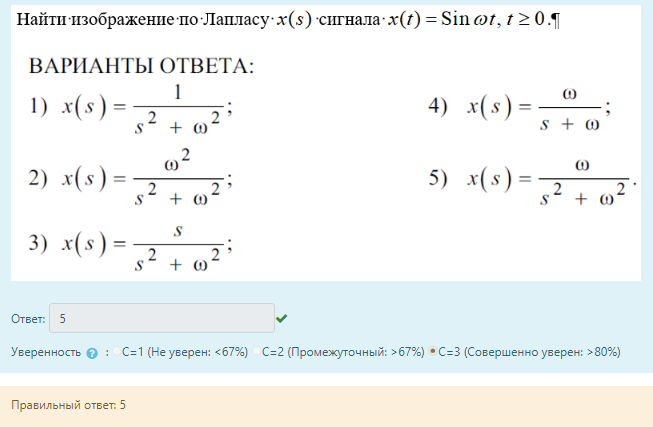 Найти·изображение·по·Лапласу·x(s)·сигнала·x(t) = Sin ωt, t ≥ 0.¶
ВАРИАНТЫ ОТВЕТА:
1) x(s) = 1 / (s² + ω²);
2) x(s) = ω² / (s² + ω²);
3) x(s) = s / (s² + ω²);
4) x(s) = ω / (s + ω);
5) x(s) = ω / (s² + ω²).
Ответ: 5
Уверенность ? : C=1 (Не уверен: <67%) C=2 (Промежуточный: >67%) C=3 (Совершенно уверен: >80%)
Правильный ответ: 5